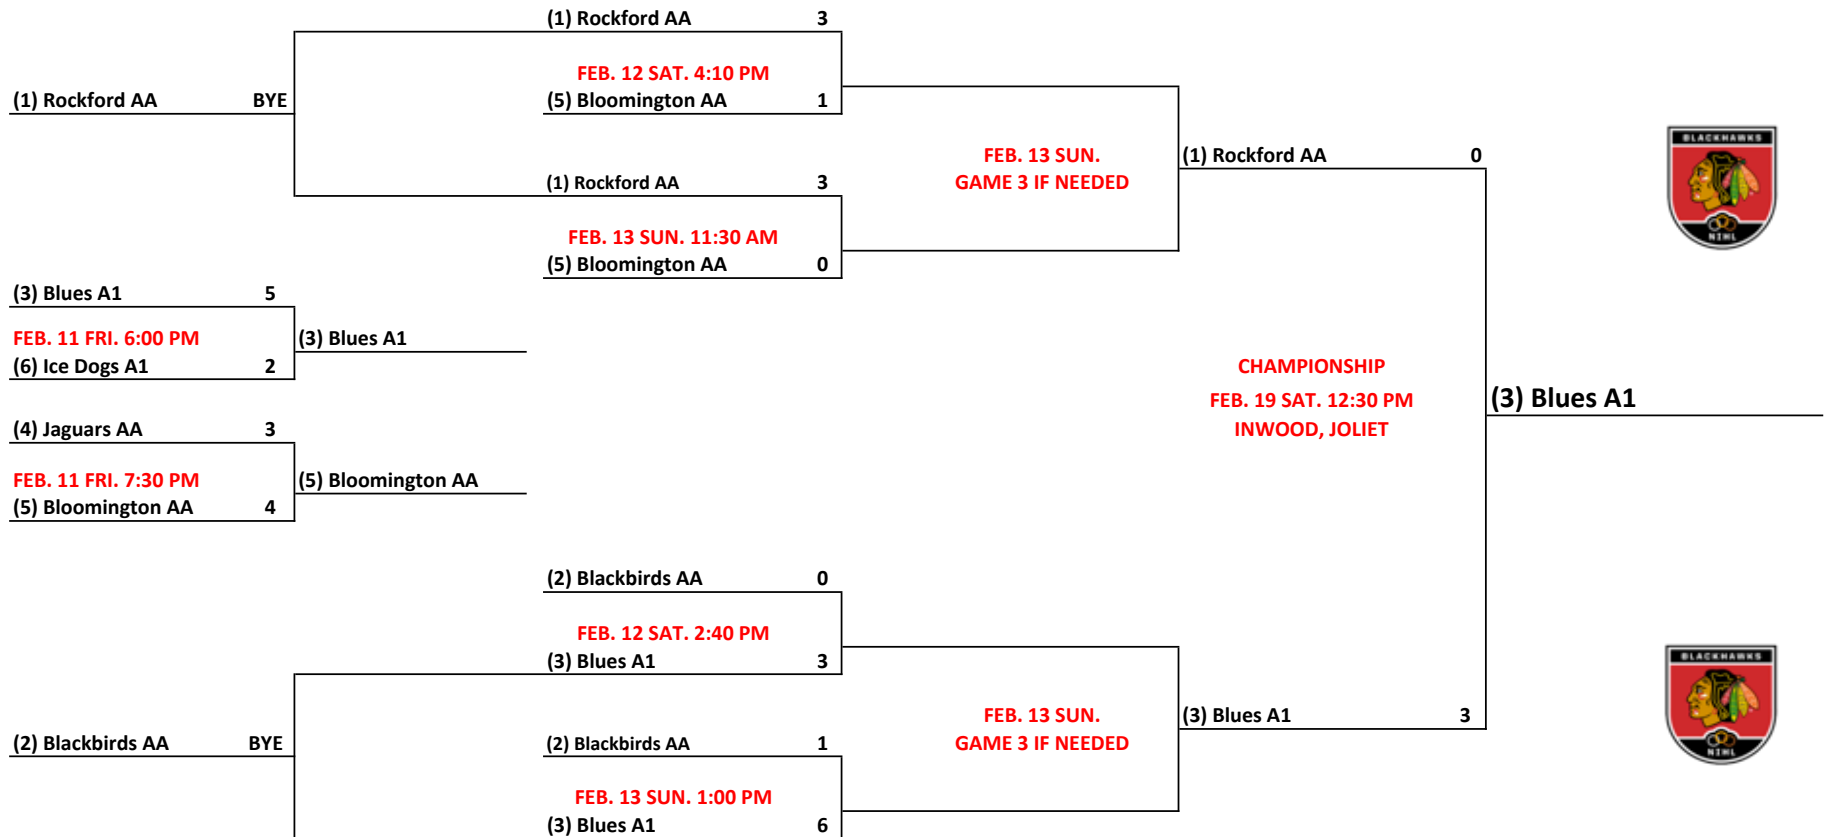 (1) Rockford AA 3
FEB. 12 SAT. 4:10 PM
(1) Rockford AA BYE
(5) Bloomington AA 1
BLACKHAWKS
NIHL
FEB. 13 SUN.
GAME 3 IF NEEDED
(1) Rockford AA 0
(1) Rockford AA 3
FEB. 13 SUN. 11:30 AM
(5) Bloomington AA 0
(3) Blues A1 5
FEB. 11 FRI. 6:00 PM
(6) Ice Dogs A1 2
(3) Blues A1
CHAMPIONSHIP
FEB. 19 SAT. 12:30 PM
INWOOD, JOLIET
(3) Blues A1
(4) Jaguars AA 3
FEB. 11 FRI. 7:30 PM
(5) Bloomington AA 4
(5) Bloomington AA
(2) Blackbirds AA 0
FEB. 12 SAT. 2:40 PM
(3) Blues A1 3
BLACKHAWKS
NIHL
FEB. 13 SUN.
GAME 3 IF NEEDED
(3) Blues A1 3
(2) Blackbirds AA BYE
(2) Blackbirds AA 1
FEB. 13 SUN. 1:00 PM
(3) Blues A1 6